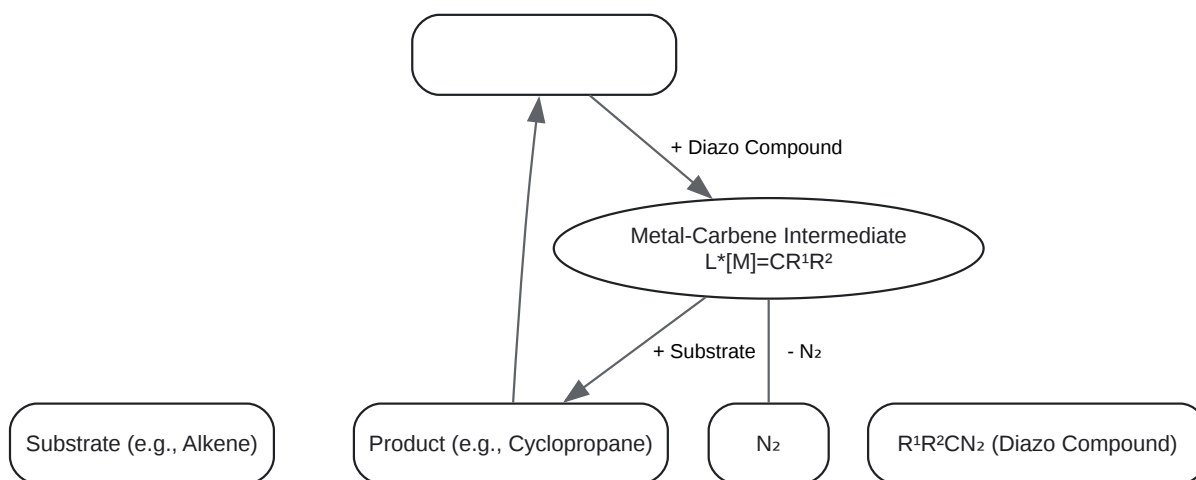 + Diazo Compound
Metal-Carbene Intermediate
L*[M]=CR¹R²
+ Substrate
- N₂
Substrate (e.g., Alkene)
Product (e.g., Cyclopropane)
N₂
R¹R²CN₂ (Diazo Compound)